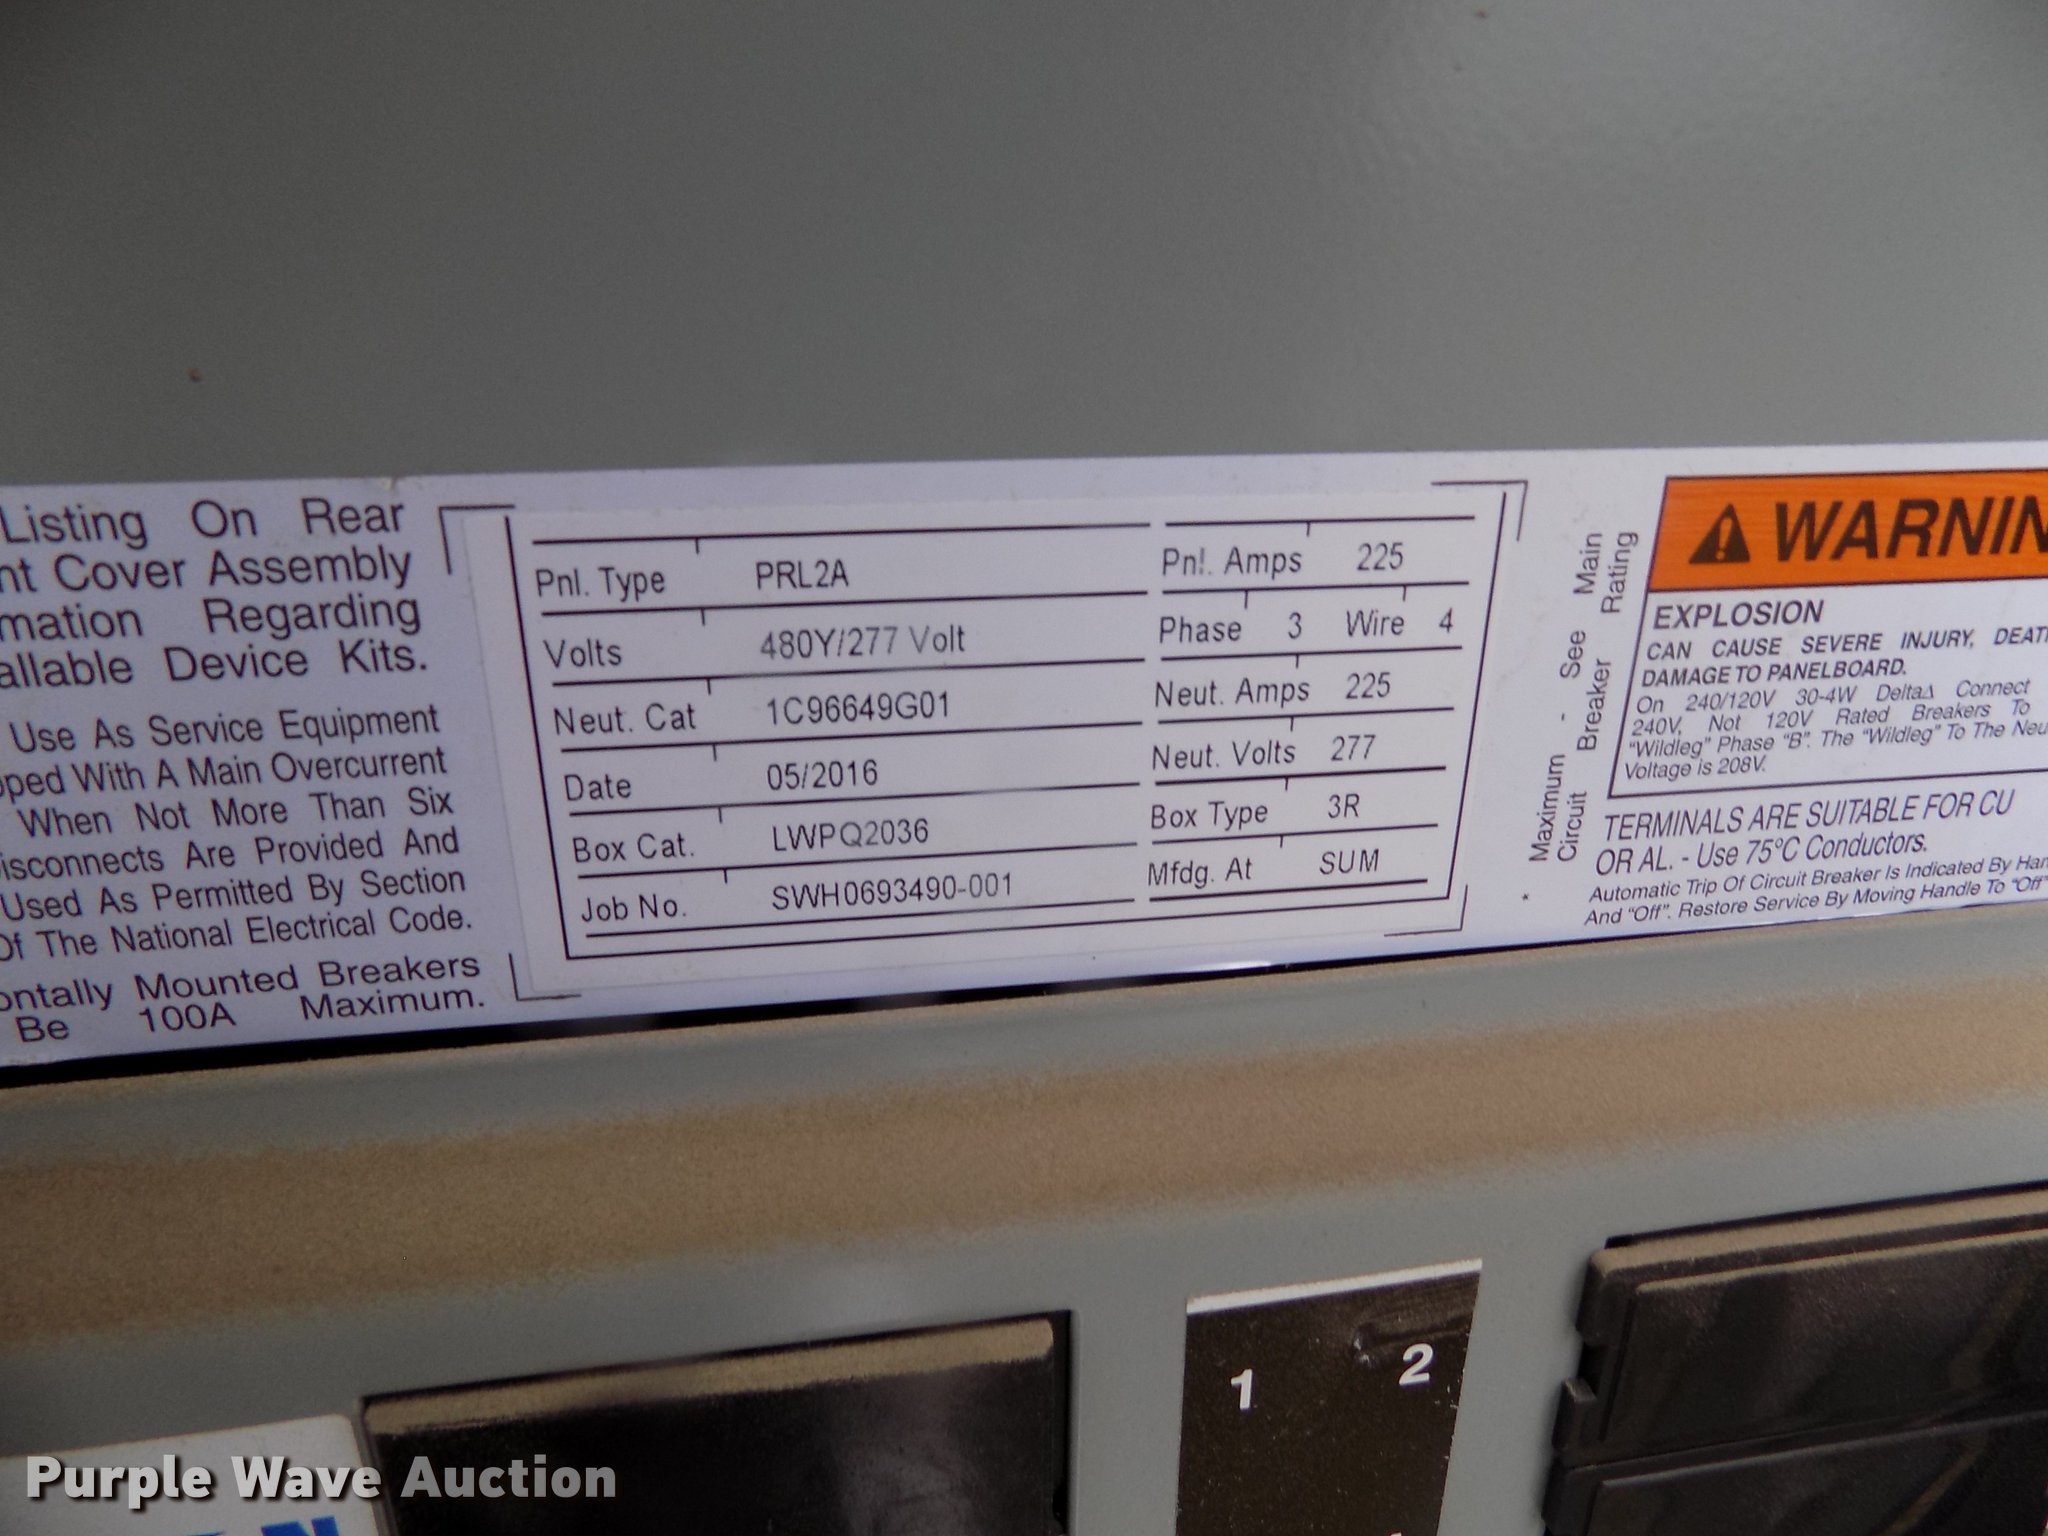 Listing On Rear
Cover Assembly
Regarding
Device Kits.
Use As Service Equipment
With A Main Overcurrent
When Not More Than Six
Are Provided And
Used As Permitted By Section
Of The National Electrical Code.
Mounted Breakers
Be 100A Maximum.
Pnl. Type PRL2A
Volts 480Y/277 Volt
Neut. Cat 1C96649G01
Date 05/2016
Box Cat. LWPQ2036
Job No. SWH0693490-001
Pnl. Amps 225
Phase 3 Wire 4
Neut. Amps 225
Neut. Volts 277
Box Type 3R
Mfdg. At SUM
* Maximum - See Main
Circuit Breaker Rating
WARNIN
EXPLOSION
CAN CAUSE SEVERE INJURY, DEAT
DAMAGE TO PANELBOARD.
On 240/120V 30-4W Delta∆ Connect
240V, Not 120V Rated Breakers To
"Wildleg" Phase "B". The "Wildleg" To The Neu
Voltage is 208V.
TERMINALS ARE SUITABLE FOR CU
OR AL. - Use 75°C Conductors.
Automatic Trip Of Circuit Breaker Is Indicated By Han
And "Off". Restore Service By Moving Handle To "Off"
1 2
Purple Wave Auction